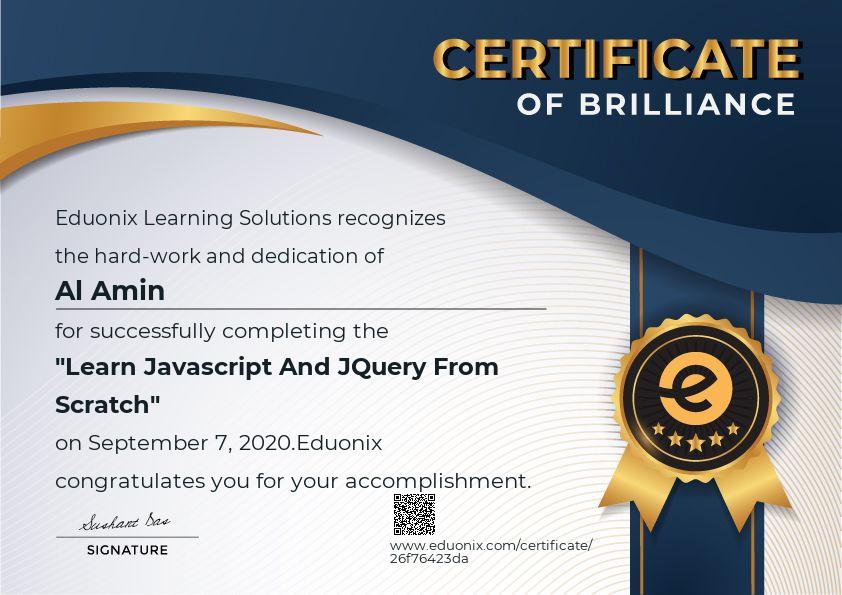 CERTIFICATE
OF BRILLIANCE
Eduonix Learning Solutions recognizes
the hard-work and dedication of
Al Amin
for successfully completing the
"Learn Javascript And JQuery From
Scratch"
on September 7, 2020.Eduonix
congratulates you for your accomplishment.
Sushant Das
SIGNATURE
www.eduonix.com/certificate/
26f76423da
e